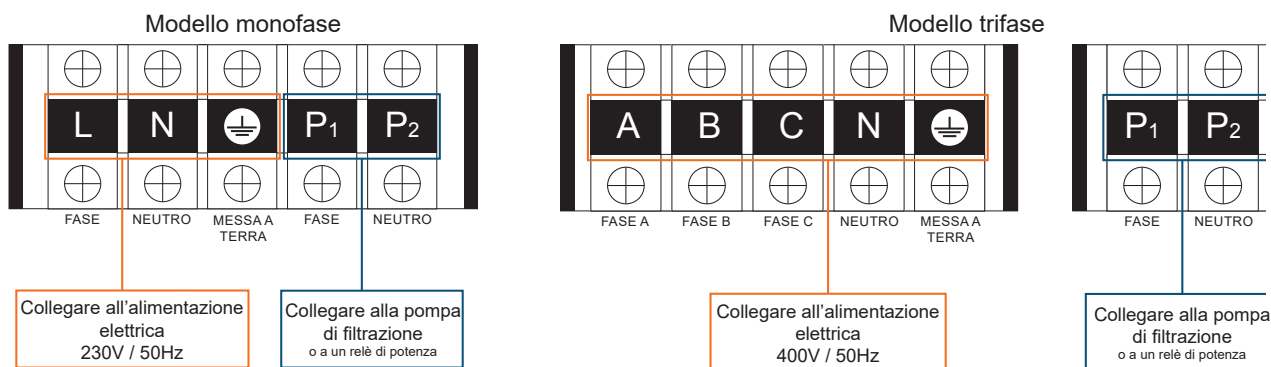 Modello monofase
L N P1 P2
FASE NEUTRO MESSA A TERRA FASE NEUTRO
Collegare all’alimentazione
elettrica
230V / 50Hz
Collegare alla pompa
di filtrazione
o a un relè di potenza
Modello trifase
A B C N
FASE A FASE B FASE C NEUTRO MESSA A TERRA
P1 P2
FASE NEUTRO
Collegare all’alimentazione
elettrica
400V / 50Hz
Collegare alla pompa
di filtrazione
o a un relè di potenza